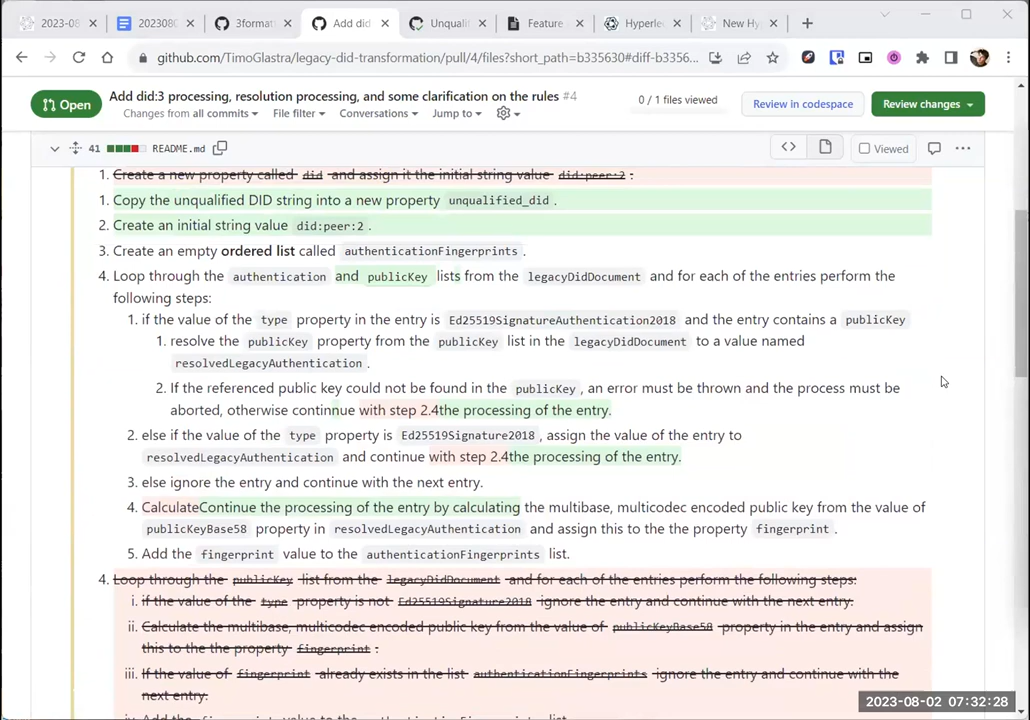 2023-08
202308(
3format
Add did
Unquali
Feature
Hyperle
New Hy
github.com/TimoGlastra/legacy-did-transformation/pull/4/files?short_path=b335630#diff-b3356...
Open
Add did:3 processing, resolution processing, and some clarification on the rules #4
Changes from all commits
File filter
Conversations
Jump to
0 / 1 files viewed
Review in codespace
Review changes
41
README.md
Viewed
1. Create a new property called did and assign it the initial string value did:peer:2 .
1. Copy the unqualified DID string into a new property unqualified_did .
2. Create an initial string value did:peer:2 .
3. Create an empty ordered list called authenticationFingerprints .
4. Loop through the authentication and publicKey lists from the legacyDidDocument and for each of the entries perform the
following steps:
1. if the value of the type property in the entry is Ed25519SignatureAuthentication2018 and the entry contains a publicKey
1. resolve the publicKey property from the publicKey list in the legacyDidDocument to a value named
resolvedLegacyAuthentication .
2. If the referenced public key could not be found in the publicKey , an error must be thrown and the process must be
aborted, otherwise continnue with step 2.4the processing of the entry.
2. else if the value of the type property is Ed25519Signature2018 , assign the value of the entry to
resolvedLegacyAuthentication and continue with step 2.4the processing of the entry.
3. else ignore the entry and continue with the next entry.
4. CalculateContinue the processing of the entry by calculating the multibase, multicodec encoded public key from the value of
publicKeyBase58 property in resolvedLegacyAuthentication and assign this to the the property fingerprint .
5. Add the fingerprint value to the authenticationFingerprints list.
4. Loop through the publicKey list from the legacyDidDocument and for each of the entries perform the following steps:
i. if the value of the type property is not Ed25519Signature2018 ignore the entry and continue with the next entry.
ii. Calculate the multibase, multicodec encoded public key from the value of publicKeyBase58 property in the entry and assign
this to the the property fingerprint .
iii. If the value of fingerprint already exists in the list authenticationFingerprints ignore the entry and continue with the
next entry.
2023-08-02 07:32:28